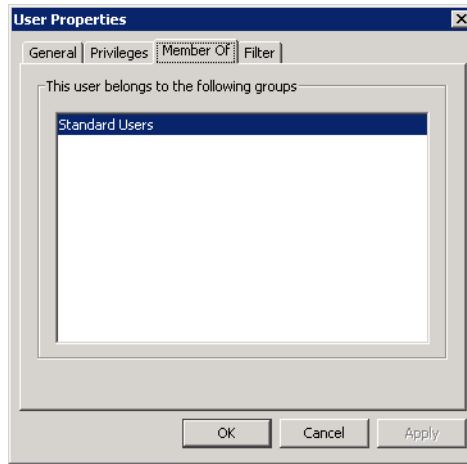 User Properties
General Privileges Member Of Filter
This user belongs to the following groups
Standard Users
OK Cancel Apply